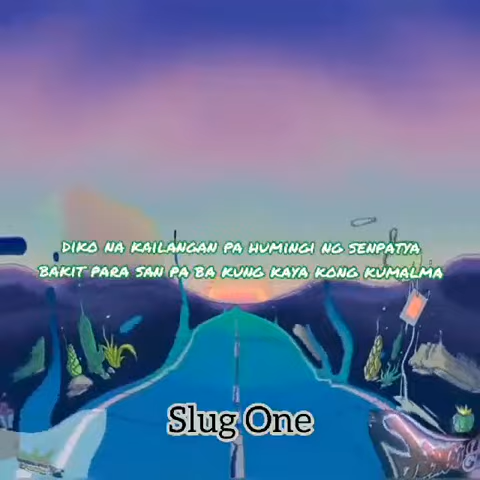 DIKO NA KAILANGAN PA HUMINGI NG SENPATYA
BAKIT PARA SAN PA BA KUNG KAYA KONG KUMALMA
Slug One